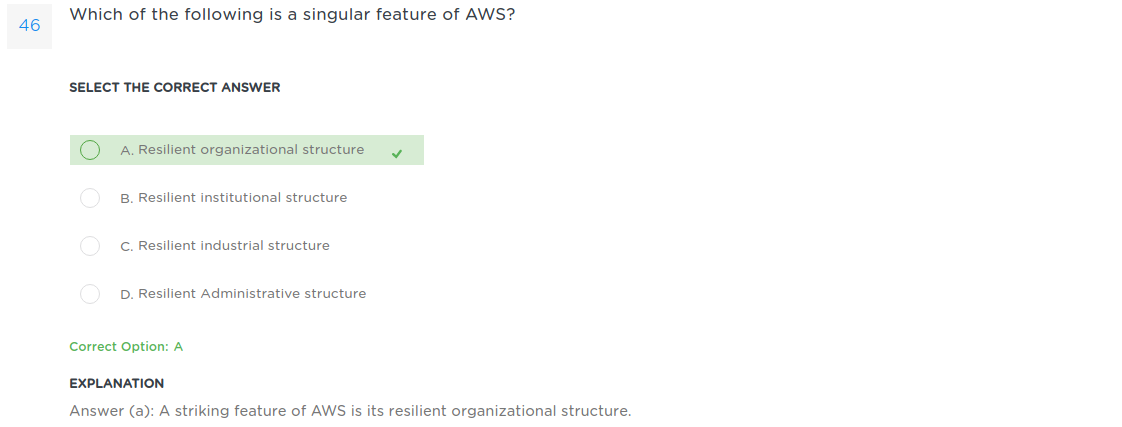 46
Which of the following is a singular feature of AWS?
SELECT THE CORRECT ANSWER
A. Resilient organizational structure
B. Resilient institutional structure
C. Resilient industrial structure
D. Resilient Administrative structure
Correct Option: A
EXPLANATION
Answer (a): A striking feature of AWS is its resilient organizational structure.